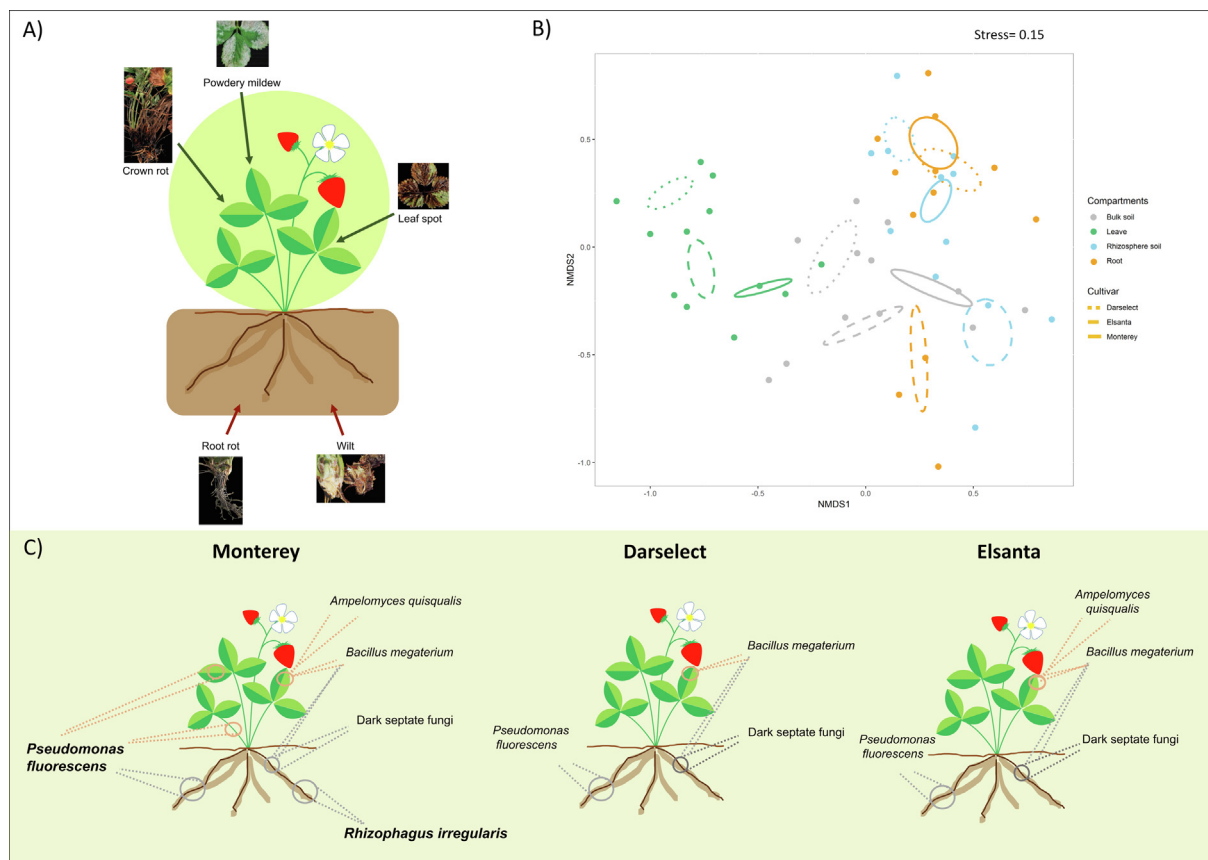 A)
Powdery mildew
Crown rot
Leaf spot
Root rot
Wilt
B)
Stress= 0.15
0.5
0.0
-0.5
-1.0
NMDS2
-1.0
-0.5
0.0
0.5
NMDS1
Compartments
Bulk soil
Leave
Rhizosphere soil
Root
Cultivar
Darselect
Elsanta
Monterey
C)
Monterey
Ampelomyces quisqualis
Bacillus megaterium
Dark septate fungi
Pseudomonas
fluorescens
Rhizophagus irregularis
Darselect
Bacillus megaterium
Pseudomonas
fluorescens
Dark septate fungi
Elsanta
Ampelomyces
quisqualis
Bacillus megaterium
Dark septate fungi
Pseudomonas
fluorescens